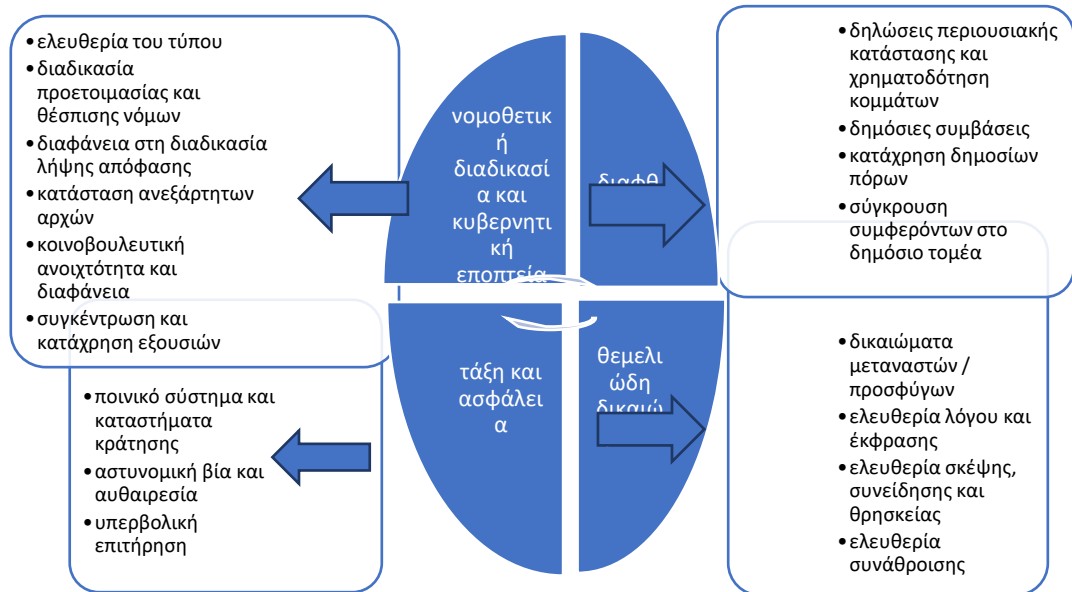 • ελευθερία του τύπου
• διαδικασία
προετοιμασίας και
θέσπισης νόμων
• διαφάνεια στη διαδικασία
λήψης απόφασης
• κατάσταση ανεξάρτητων
αρχών
• κοινοβουλευτική
ανοιχτότητα και
διαφάνεια
• συγκέντρωση και
κατάχρηση εξουσιών
νομοθετικ
ή
διαδικασί
α και
κυβερνητι
κή
εποπτεία
• δηλώσεις περιουσιακής
κατάστασης και
χρηματοδότηση
κομμάτων
• δημόσιες συμβάσεις
• κατάχρηση δημοσίων
πόρων
• σύγκρουση
συμφερόντων στο
δημόσιο τομέα
• ποινικό σύστημα και
καταστήματα
κράτησης
• αστυνομική βία και
αυθαιρεσία
• υπερβολική
επιτήρηση
τάξη και
ασφάλει
α
θεμελι
ώδη
δικαιώ
• δικαιώματα
μεταναστών /
προσφύγων
• ελευθερία λόγου και
έκφρασης
• ελευθερία σκέψης,
συνείδησης και
θρησκείας
• ελευθερία
συνάθροισης